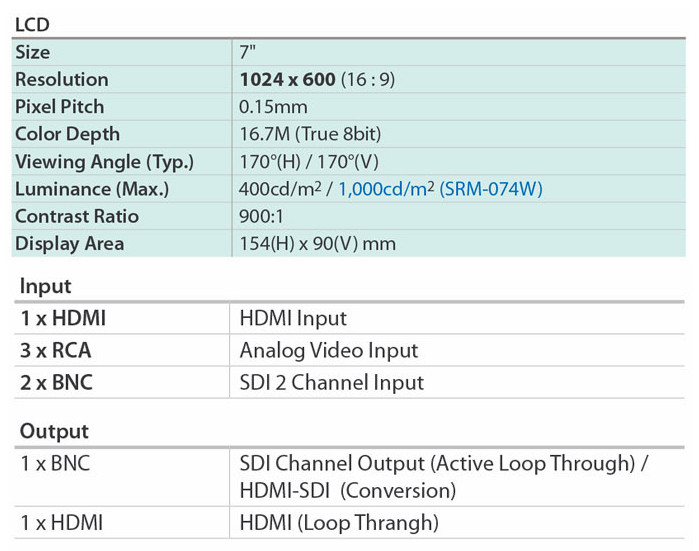 LCD
Size 7"
Resolution 1024 x 600 (16 : 9)
Pixel Pitch 0.15mm
Color Depth 16.7M (True 8bit)
Viewing Angle (Typ.) 170°(H) / 170°(V)
Luminance (Max.) 400cd/m² / 1,000cd/m² (SRM-074W)
Contrast Ratio 900:1
Display Area 154(H) x 90(V) mm
Input
1 x HDMI HDMI Input
3 x RCA Analog Video Input
2 x BNC SDI 2 Channel Input
Output
1 x BNC SDI Channel Output (Active Loop Through) /
HDMI-SDI (Conversion)
1 x HDMI HDMI (Loop Thrangh)